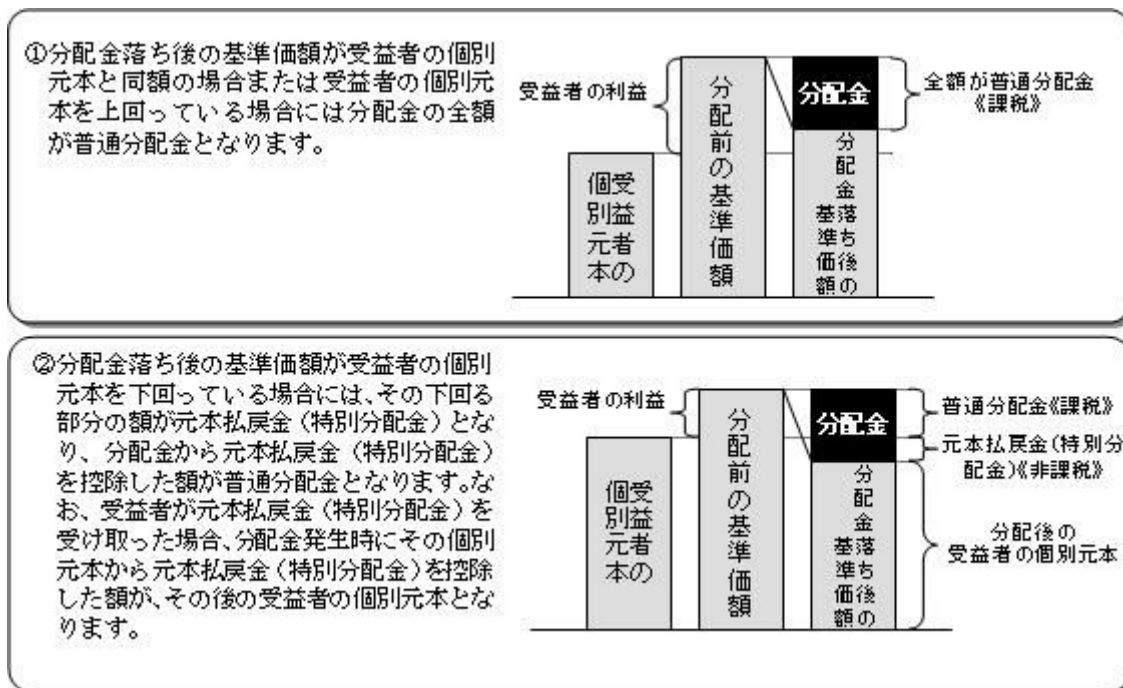 ①分配金落ち後の基準価額が受益者の個別
元本と同額の場合または受益者の個別元
本を上回っている場合には分配金の全額
が普通分配金となります。
受益者の利益
受益者の
個別元本
分配前の基準価額
分配金
分配金落ち後の
基準価額
全額が普通分配金
《課税》
②分配金落ち後の基準価額が受益者の個別
元本を下回っている場合には、その下回る
部分の額が元本払戻金（特別分配金）とな
り、分配金から元本払戻金（特別分配金）
を控除した額が普通分配金となります。な
お、受益者が元本払戻金（特別分配金）を
受け取った場合、分配金発生時にその個別
元本から元本払戻金（特別分配金）を控除
した額が、その後の受益者の個別元本とな
ります。
受益者の利益
受益者の
個別元本
分配前の基準価額
分配金
分配金落ち後の
基準価額
普通分配金《課税》
元本払戻金（特別分
配金）《非課税》
分配後の
受益者の個別元本